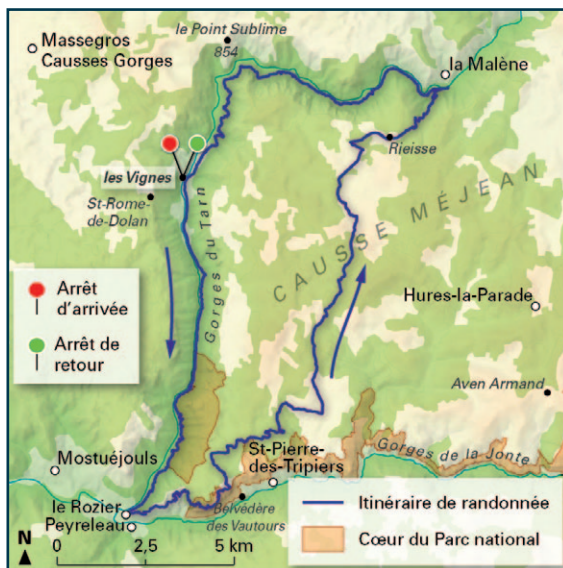 Massegros
Causses Gorges
le Point Sublime
854
la Malène
Rieisse
les Vignes
St-Rome-
de-Dolan
Gorges du Tarn
CAUSSE MÉJEAN
Arrêt
d'arrivée
Arrêt de
retour
Hures-la-Parade
Aven Armand
Mostuéjouls
St-Pierre-
des-Tripiers
Gorges de la Jonte
le Rozier
Peyreleau
Belvédère
des Vautours
Itinéraire de randonnée
Cœur du Parc national
N
0 2,5 5 km